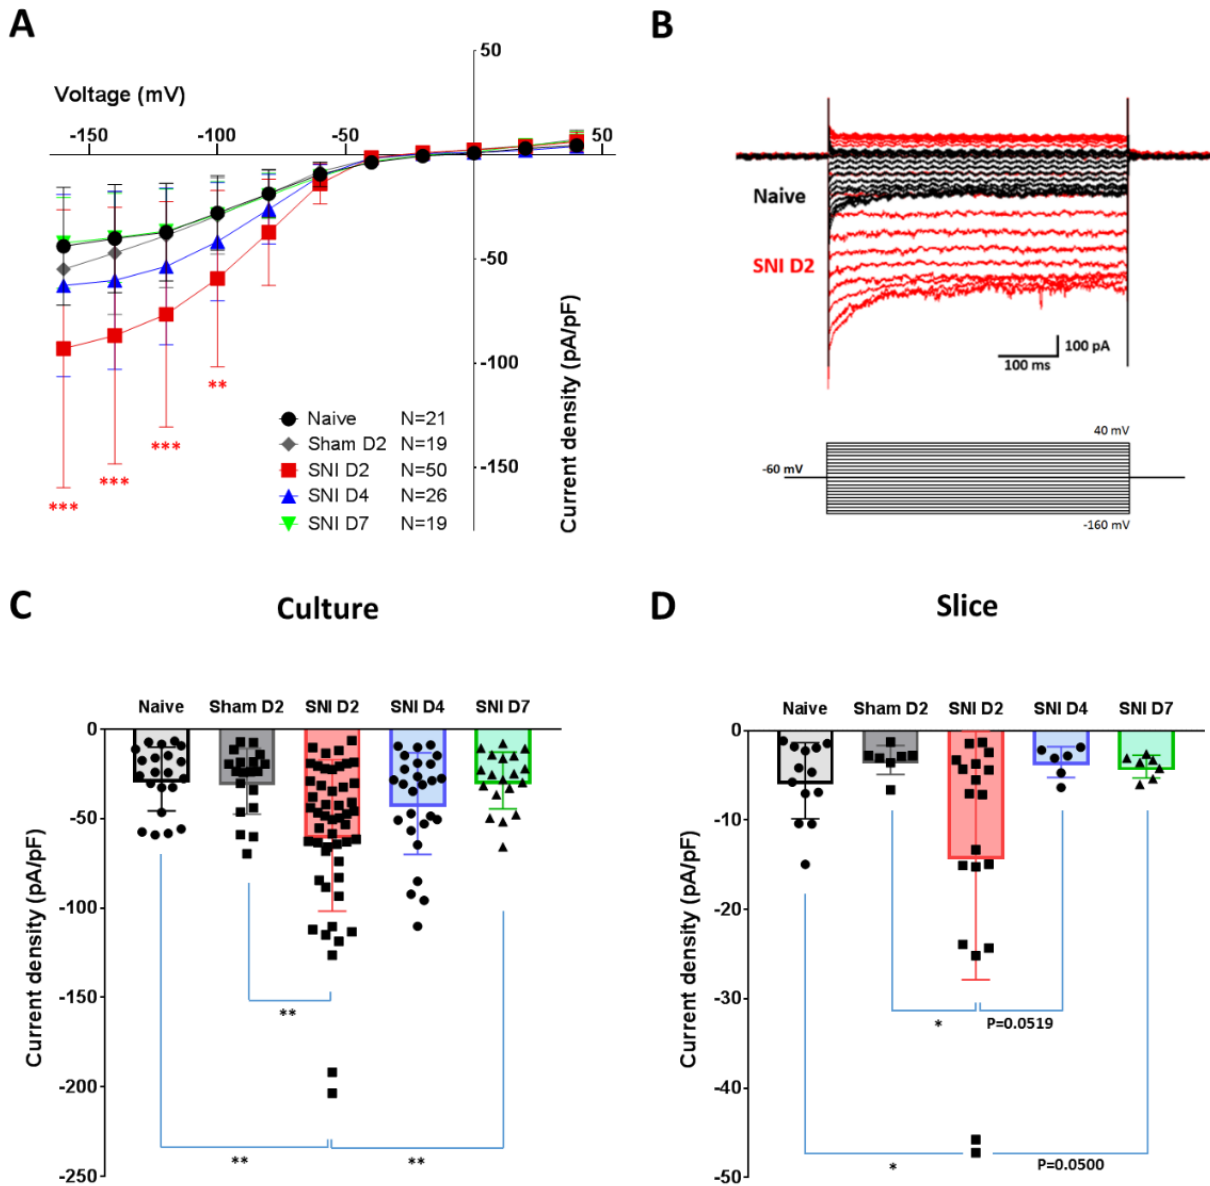 A
B
50
Voltage (mV)
-150
-100
-50
50
Naive
SNI D2
-50
-100
-150
Current density (pA/pF)
100 pA
100 ms
**
***
***
***
Naive N=21
Sham D2 N=19
SNI D2 N=50
SNI D4 N=26
SNI D7 N=19
40 mV
-60 mV
-160 mV
C
Culture
Naive
Sham D2
SNI D2
SNI D4
SNI D7
0
-50
-100
-150
-200
-250
Current density (pA/pF)
**
**
**
D
Slice
Naive
Sham D2
SNI D2
SNI D4
SNI D7
0
-10
-20
-30
-40
-50
Current density (pA/pF)
*
P=0.0519
*
P=0.0500